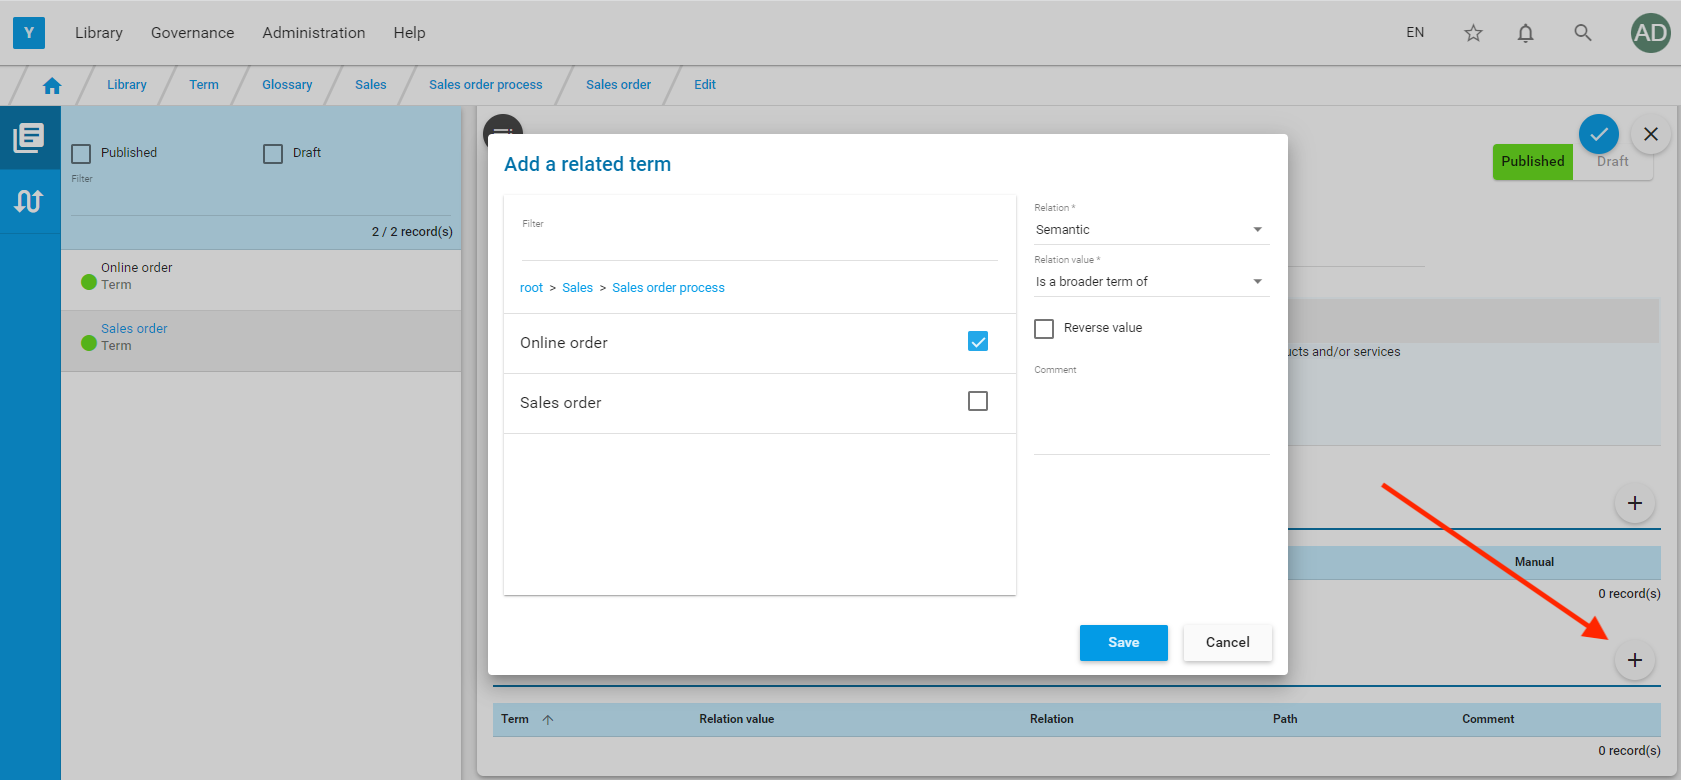 Y Library Governance Administration Help EN AD
Library Term Glossary Sales Sales order process Sales order Edit
Published Draft
Filter
2 / 2 record(s)
Online order
Term
Sales order
Term
Add a related term
Filter
root > Sales > Sales order process
Online order
Sales order
Relation *
Semantic
Relation value *
Is a broader term of
Reverse value
Comment
Save Cancel
Published Draft
ucts and/or services
Manual
0 record(s)
Term Relation value Relation Path Comment
0 record(s)